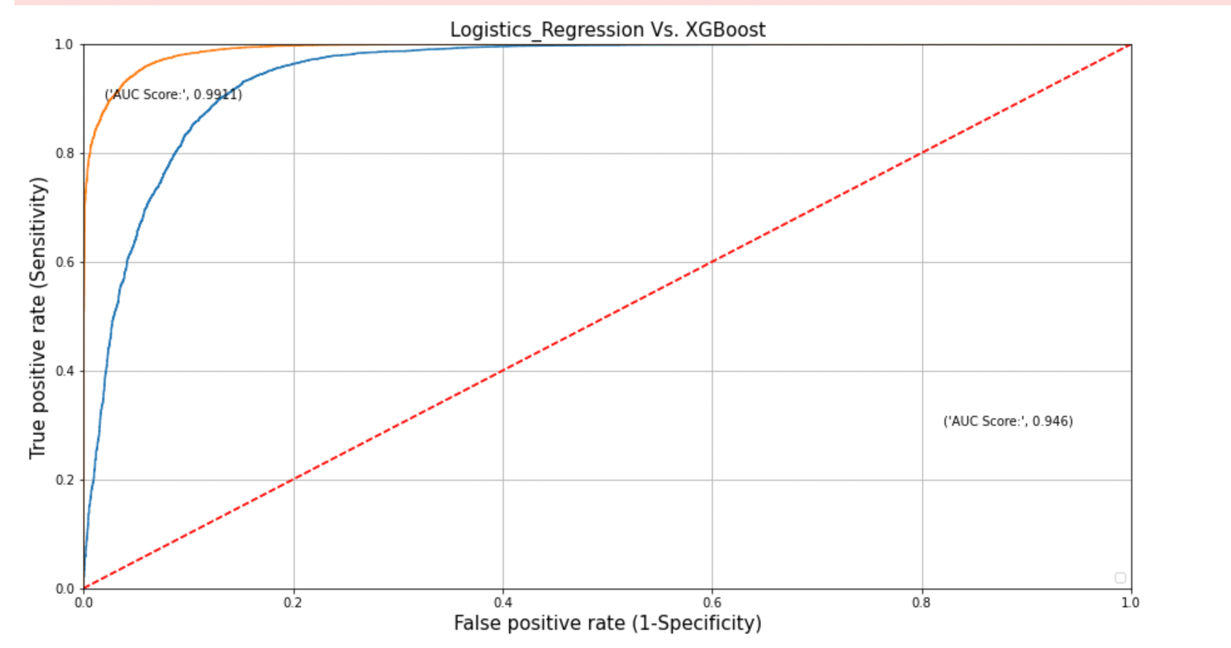 Logistics_Regression Vs. XGBoost
1.0
('AUC Score:', 0.9911)
0.8
0.6
0.4
('AUC Score:', 0.946)
0.2
0.0
0.0 0.2 0.4 0.6 0.8 1.0
True positive rate (Sensitivity)
False positive rate (1-Specificity)